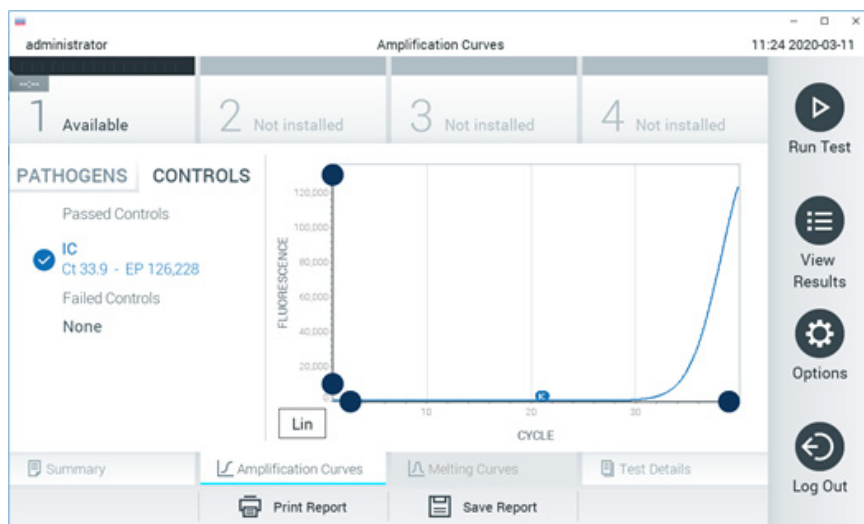 administrator
Amplification Curves
11:24 2020-03-11
--:--
1 Available
2 Not installed
3 Not installed
4 Not installed
Run Test
PATHOGENS
CONTROLS
Passed Controls
IC
Ct 33.9 - EP 126,228
Failed Controls
None
FLUORESCENCE
120,000
100,000
80,000
60,000
40,000
20,000
0
10
20
30
IC
CYCLE
Lin
View
Results
Options
Log Out
Summary
Amplification Curves
Melting Curves
Test Details
Print Report
Save Report